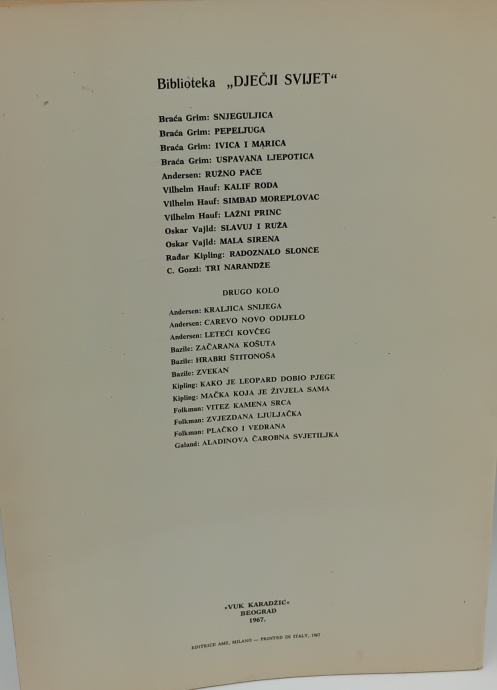 Biblioteka „DJEČJI SVIJET“
Braća Grim: SNJEGULJICA
Braća Grim: PEPELJUGA
Braća Grim: IVICA I MARICA
Braća Grim: USPAVANA LJEPOTICA
Andersen: RUŽNO PAČE
Vilhelm Hauf: KALIF RODA
Vilhelm Hauf: SIMBAD MOREPLOVAC
Vilhelm Hauf: LAŽNI PRINC
Oskar Vajld: SLAVUJ I RUŽA
Oskar Vajld: MALA SIRENA
Radar Kipling: RADOZNALO SLONČE
C. Gozzi: TRI NARANDŽE
DRUGO KOLO
Andersen: KRALJICA SNIJEGA
Andersen: CAREVO NOVO ODIJELO
Andersen: LETEĆI KOVČEG
Bazile: ZAČARANA KOŠUTA
Bazile: HRABRI ŠTITONOŠA
Bazile: ZVEKAN
Kipling: KAKO JE LEOPARD DOBIO PJEGE
Kipling: MAČKA KOJA JE ŽIVJELA SAMA
Folkman: VITEZ KAMENA SRCA
Folkman: ZVJEZDANA LJULJAČKA
Folkman: PLAČKO I VEDRANA
Galand: ALADINOVA ČAROBNA SVJETILJKA
»VUK KARADŽIĆ«
BEOGRAD
1967.
EDITRICE AMZ, MILANO — PRINTED IN ITALY, 1967